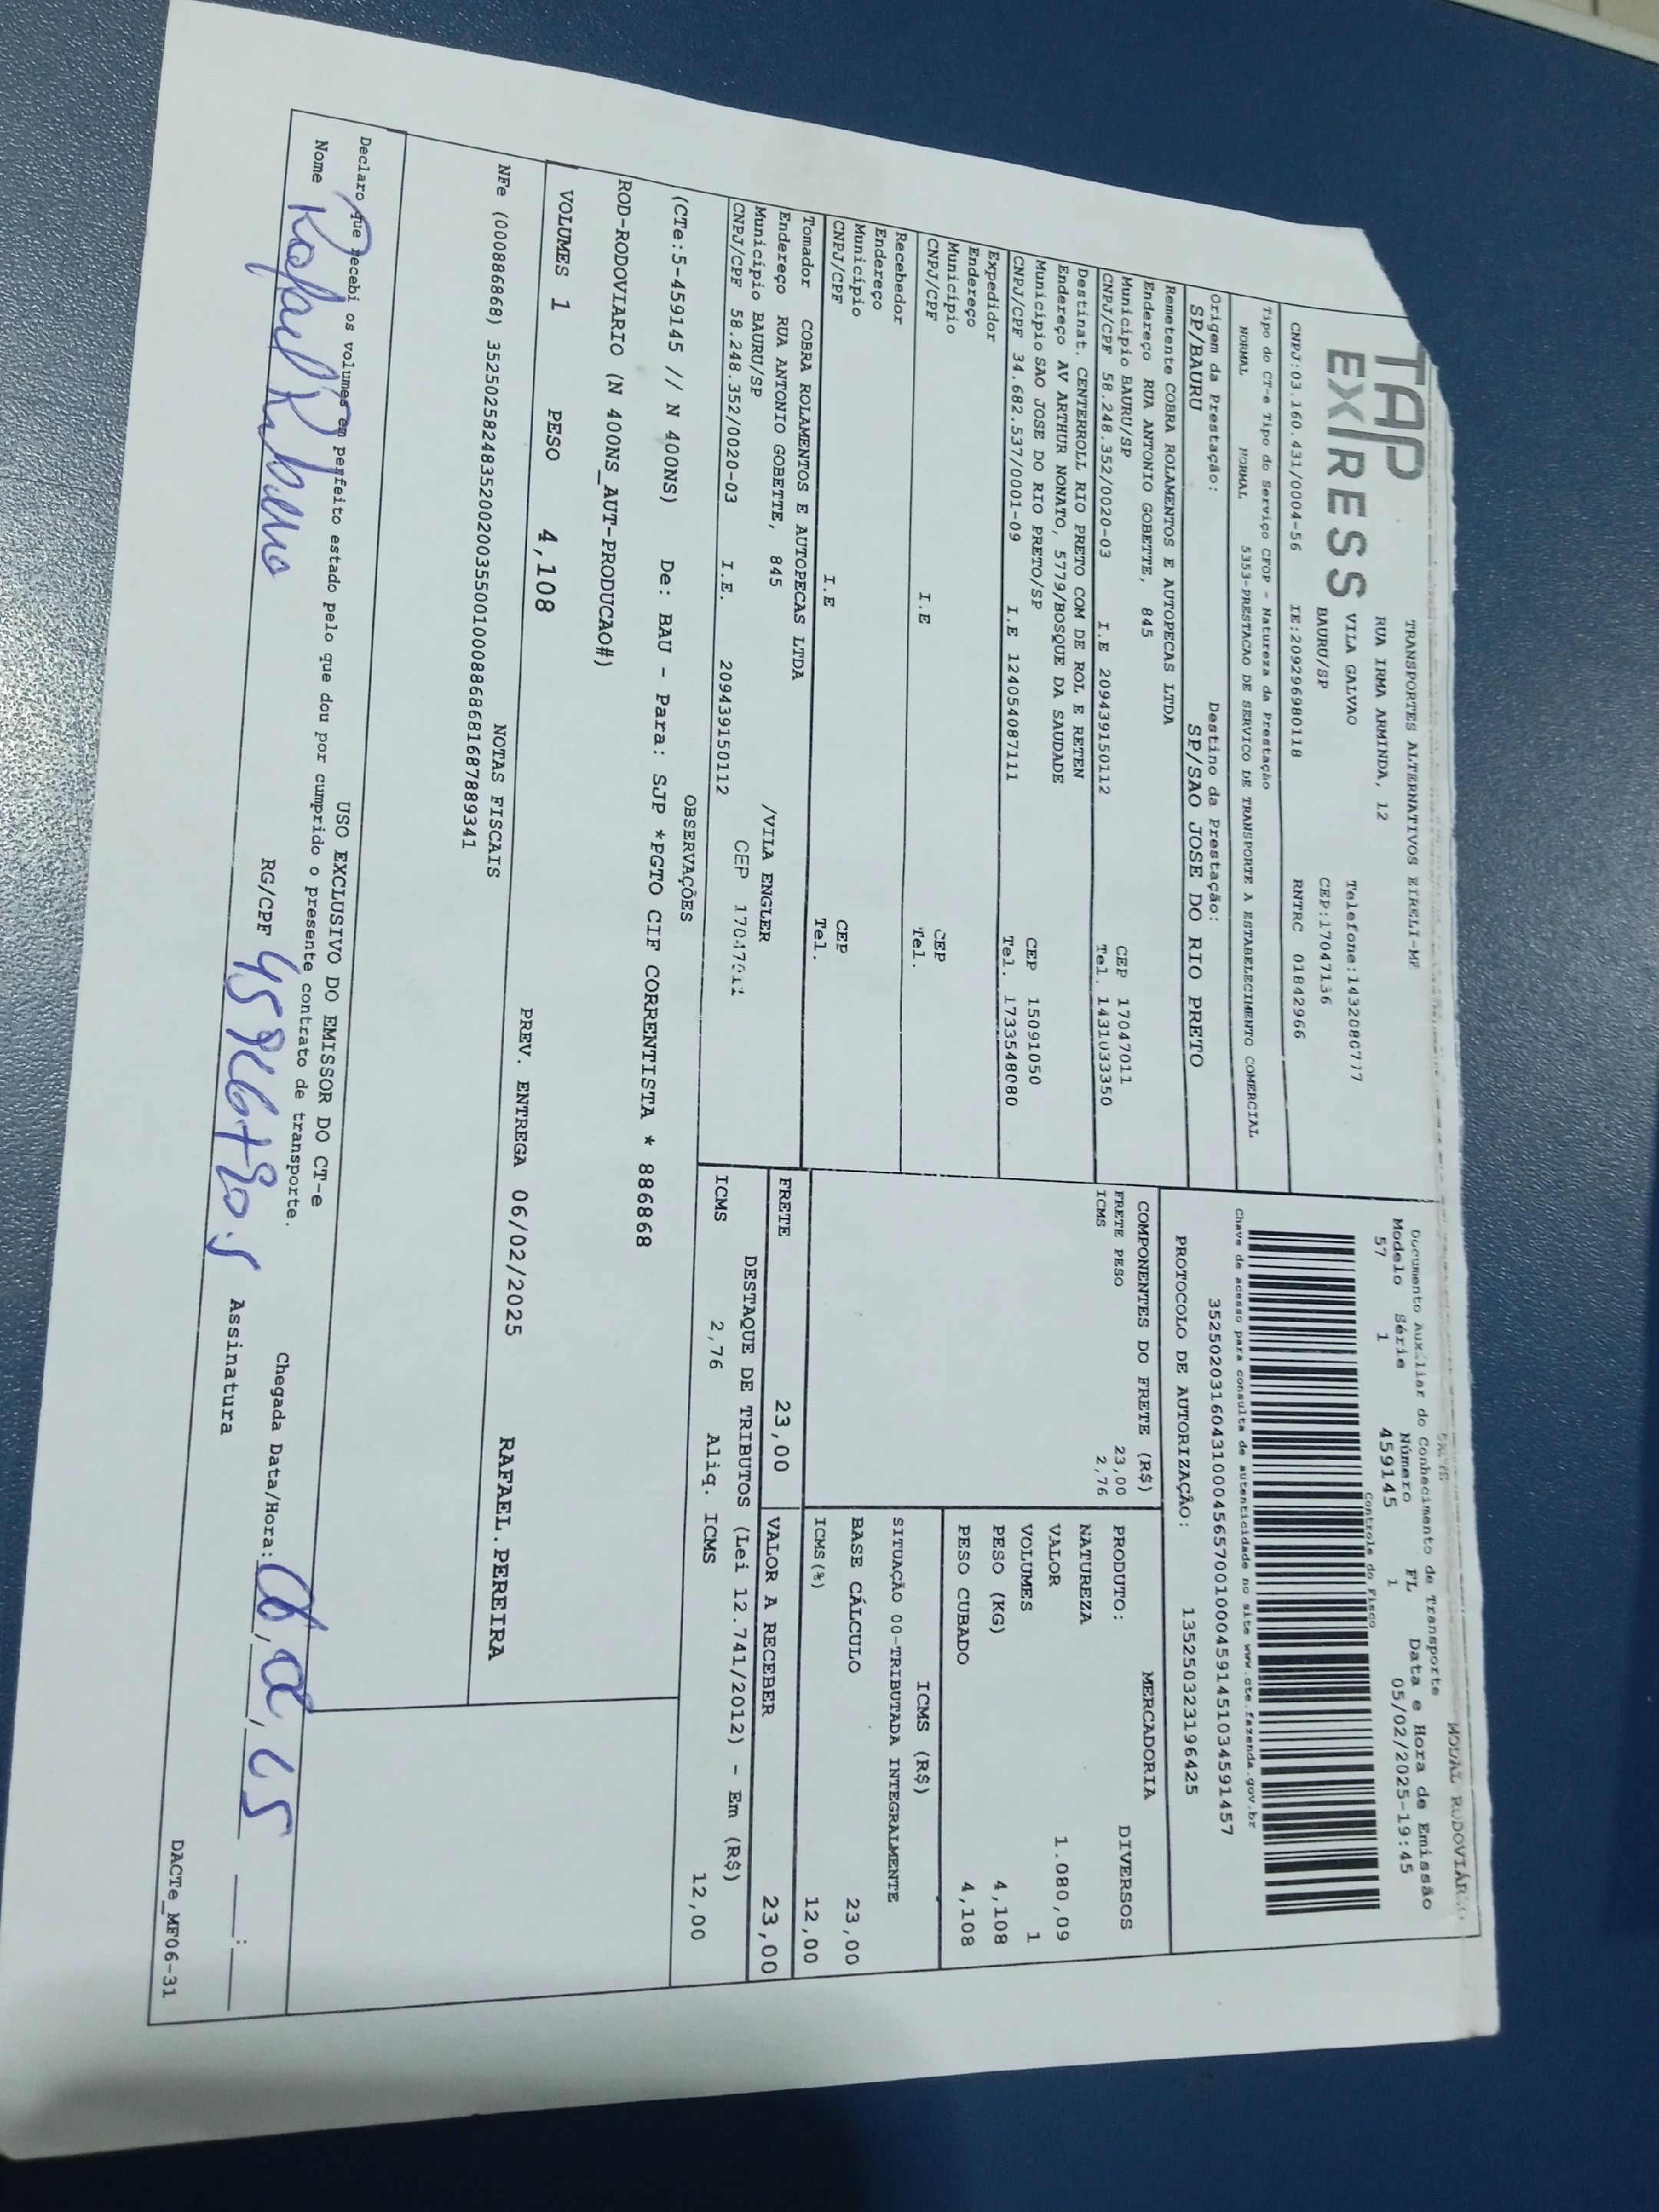 TAP
EXPRESS
TRANSPORTES ALTERNATIVOS EIRELI-ME
RUA IRMA ARMINDA, 12
VILA GALVAO
BAURU/SP
Telefone:1432080777
CEP:17047136
CNPJ:03.160.431/0004-56 IE:209296980118 RNTRC 01842966
Tipo do CT-e Tipo do Serviço CFOP - Natureza da Prestação
NORMAL NORMAL 5353-PRESTACAO DE SERVICO DE TRANSPORTE A ESTABELECIMENTO COMERCIAL
Origem da Prestação: Destino da Prestação:
SP/BAURU SP/SAO JOSE DO RIO PRETO
Remetente COBRA ROLAMENTOS E AUTOPECAS LTDA
Endereço RUA ANTONIO GOBETTE, 845
Município BAURU/SP CEP 17047011
CNPJ/CPF 58.248.352/0020-03 I.E 209439150112 Tel. 1431033350
Destinat. CENTERROLL RIO PRETO COM DE ROL E RETEN
Endereço AV ARTHUR NONATO, 5779/BOSQUE DA SAUDADE
Município SAO JOSE DO RIO PRETO/SP CEP 15091050
CNPJ/CPF 34.682.537/0001-09 I.E 124054087111 Tel. 1733548080
Expedidor
Endereço
Município CEP
CNPJ/CPF I.E Tel.
Recebedor
Endereço
Município CEP
CNPJ/CPF I.E Tel.
Tomador COBRA ROLAMENTOS E AUTOPECAS LTDA
Endereço RUA ANTONIO GOBETTE, 845 /VILA ENGLER
Município BAURU/SP CEP 17047011
CNPJ/CPF 58.248.352/0020-03 I.E. 209439150112
MODAL RODOVIÁRIO
Documento Auxiliar do Conhecimento de Transporte
Modelo Série Número FL Data e Hora de Emissão
57 1 459145 1 05/02/2025-19:45
Controle do Fisco
Chave de acesso para consulta de autenticidade no site www.cte.fazenda.gov.br
35250203160431000456570010004591451034591457
PROTOCOLO DE AUTORIZAÇÃO: 135250323196425
COMPONENTES DO FRETE (R$)
FRETE PESO 23,00
ICMS 2,76
MERCADORIA
PRODUTO: DIVERSOS
NATUREZA
VALOR 1.080,09
VOLUMES 1
PESO (KG) 4,108
PESO CUBADO 4,108
ICMS (R$)
SITUAÇÃO 00-TRIBUTADA INTEGRALMENTE
BASE CÁLCULO 23,00
ICMS(%) 12,00
FRETE 23,00 VALOR A RECEBER 23,00
DESTAQUE DE TRIBUTOS (Lei 12.741/2012) - Em (R$)
ICMS 2,76 Aliq. ICMS 12,00
OBSERVAÇÕES
(CTe:5-459145 // N 400NS) De: BAU - Para: SJP *PGTO CIF CORRENTISTA * 886868
ROD-RODOVIARIO (N 400NS_AUT-PRODUCAO#)
VOLUMES 1 PESO 4,108 PREV. ENTREGA 06/02/2025 RAFAEL.PEREIRA
NOTAS FISCAIS
NFe (000886868) 35250258248352002003550010008868681687889341
USO EXCLUSIVO DO EMISSOR DO CT-e
Declaro que recebi os volumes em perfeito estado pelo que dou por cumprido o presente contrato de transporte.
Nome Rafael RG/CPF Assinatura Chegada Data/Hora:
DACTe_MF06-31